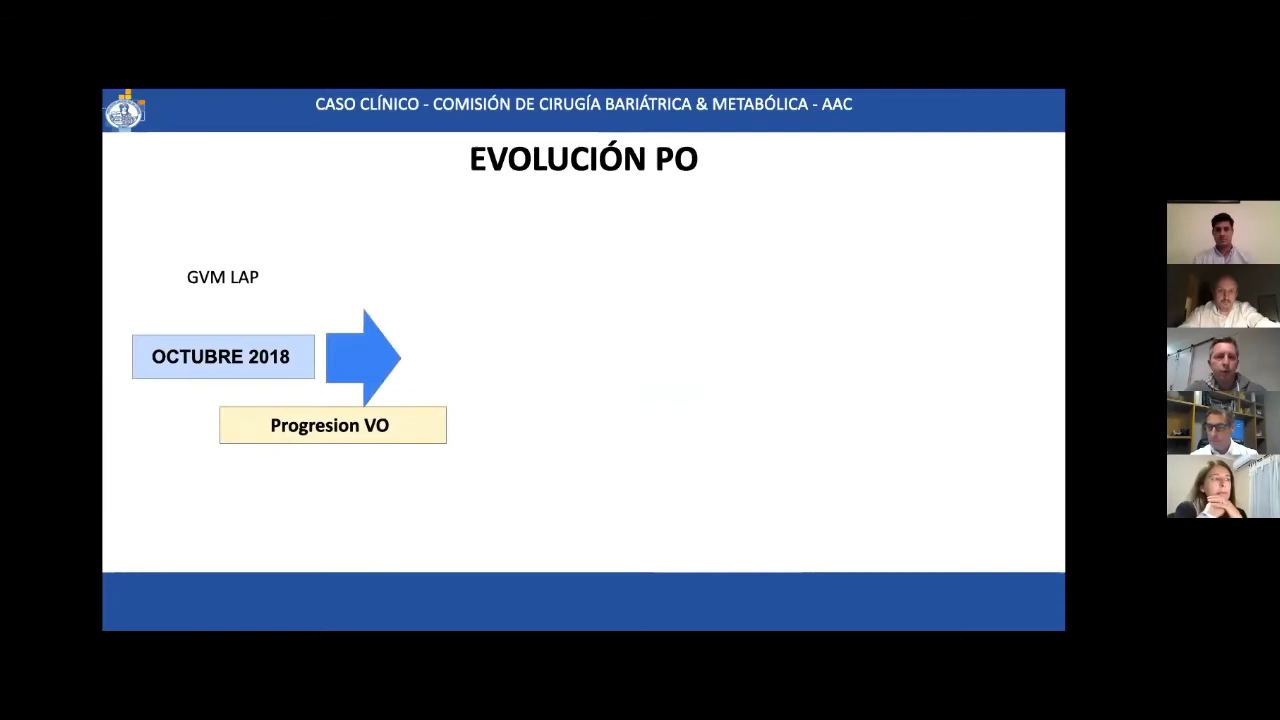 CASO CLÍNICO - COMISIÓN DE CIRUGÍA BARIÁTRICA & METABÓLICA - AAC
EVOLUCIÓN PO
GVM LAP
OCTUBRE 2018
Progresion VO